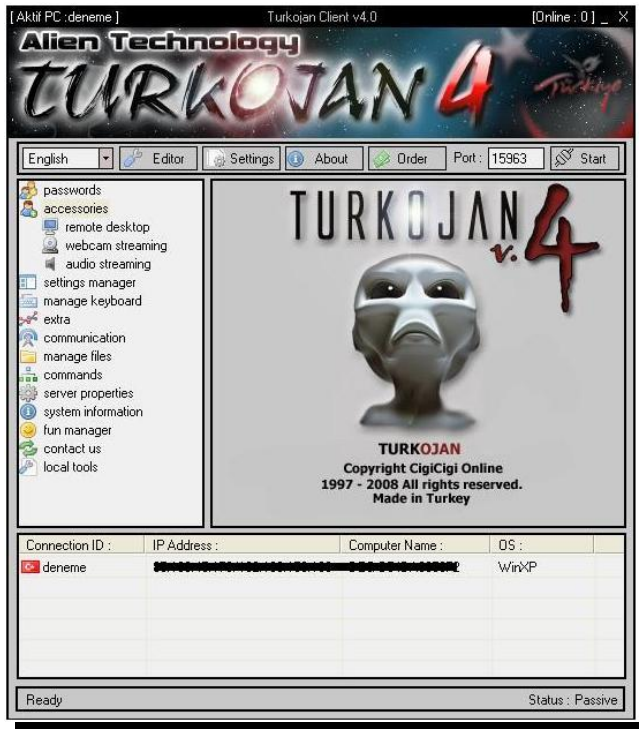 [ Aktif PC :deneme ] Turkojan Client v4.0 [Online : 0 ] _ X
Alien Technology
TURKOJAN 4
Türkiye
English Editor Settings About Order Port : 15963 Start
passwords
accessories
remote desktop
webcam streaming
audio streaming
settings manager
manage keyboard
extra
communication
manage files
commands
server properties
system information
fun manager
contact us
local tools
TURKOJAN
v. 4
TURKOJAN
Copyright CigiCigi Online
1997 - 2008 All rights reserved.
Made in Turkey
Connection ID : IP Address : Computer Name : OS :
deneme WinXP
Ready Status : Passive